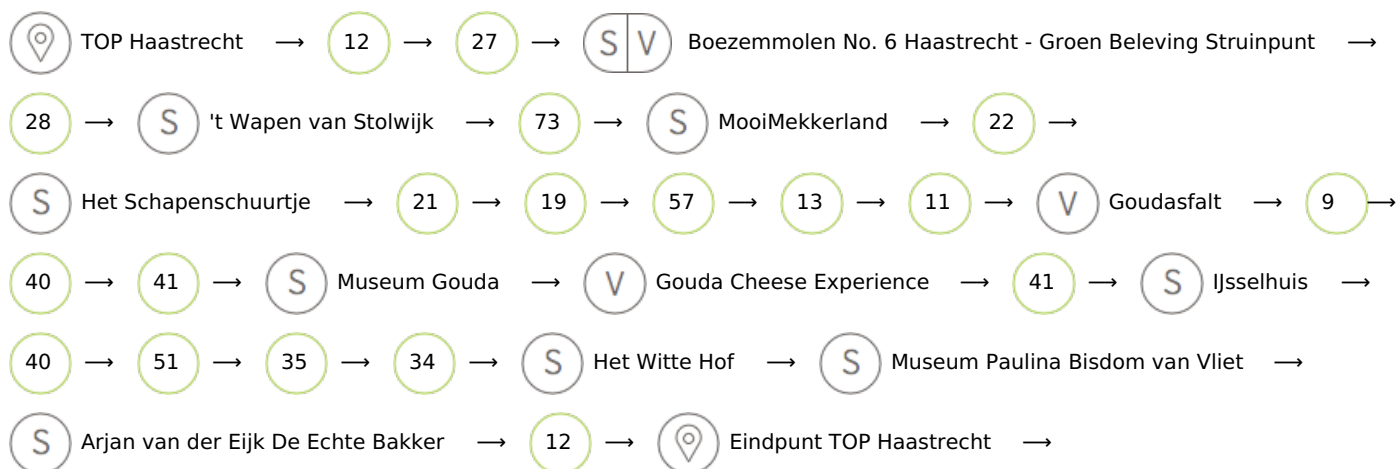 TOP Haastrecht → 12 → 27 → S V Boezemmolen No. 6 Haastrecht - Groen Beleving Struinpunt →
28 → S 't Wapen van Stolwijk → 73 → S MooiMekkerland → 22 →
S Het Schapenschuurtje → 21 → 19 → 57 → 13 → 11 → V Goudasfalt → 9 →
40 → 41 → S Museum Gouda → V Gouda Cheese Experience → 41 → S IJsselhuis →
40 → 51 → 35 → 34 → S Het Witte Hof → S Museum Paulina Bisdom van Vliet →
S Arjan van der Eijk De Echte Bakker → 12 → Eindpunt TOP Haastrecht →